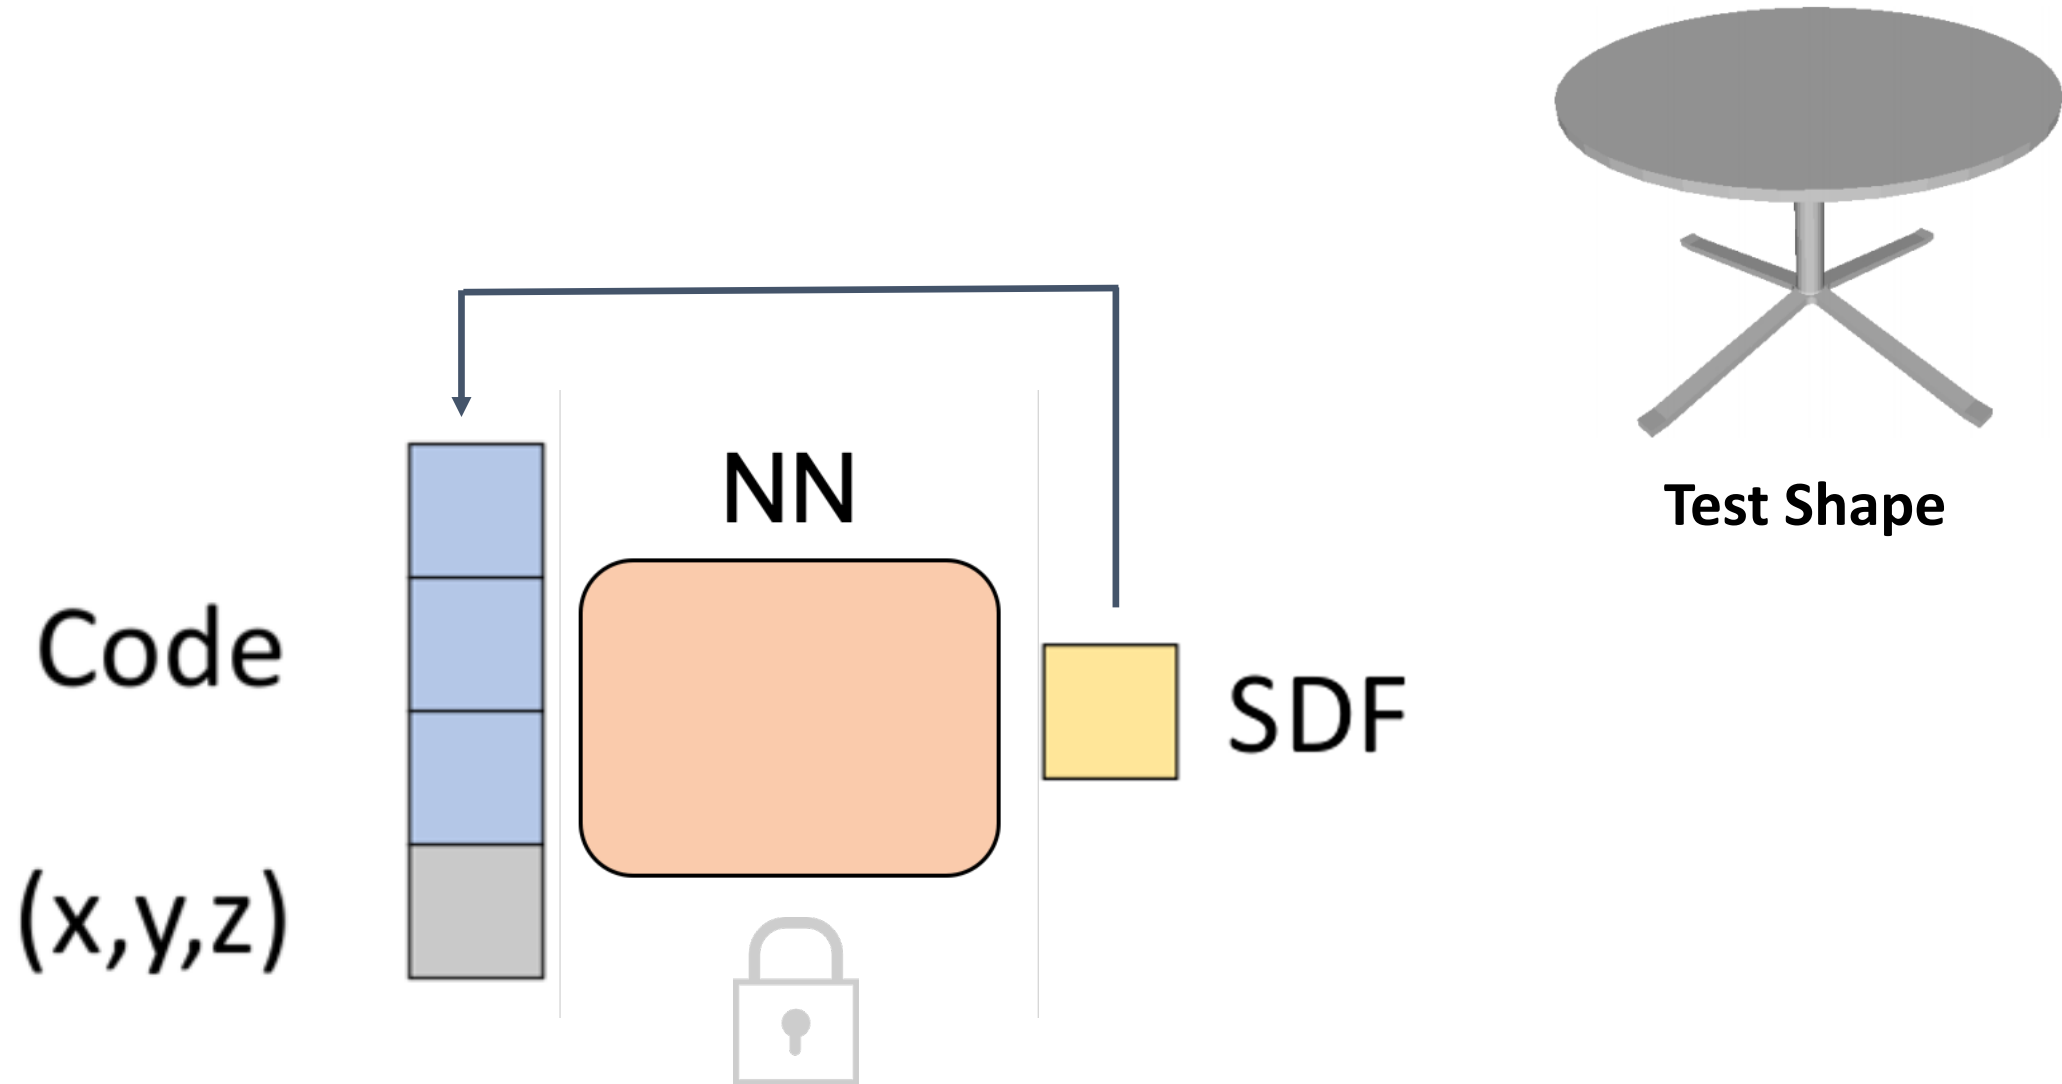 NN
Test Shape
Code
SDF
(x,y,z)